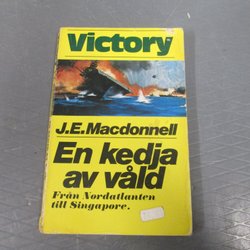 Victory
J.E. Macdonnell
En kedja
av våld
Från Nordatlanten
till Singapore.